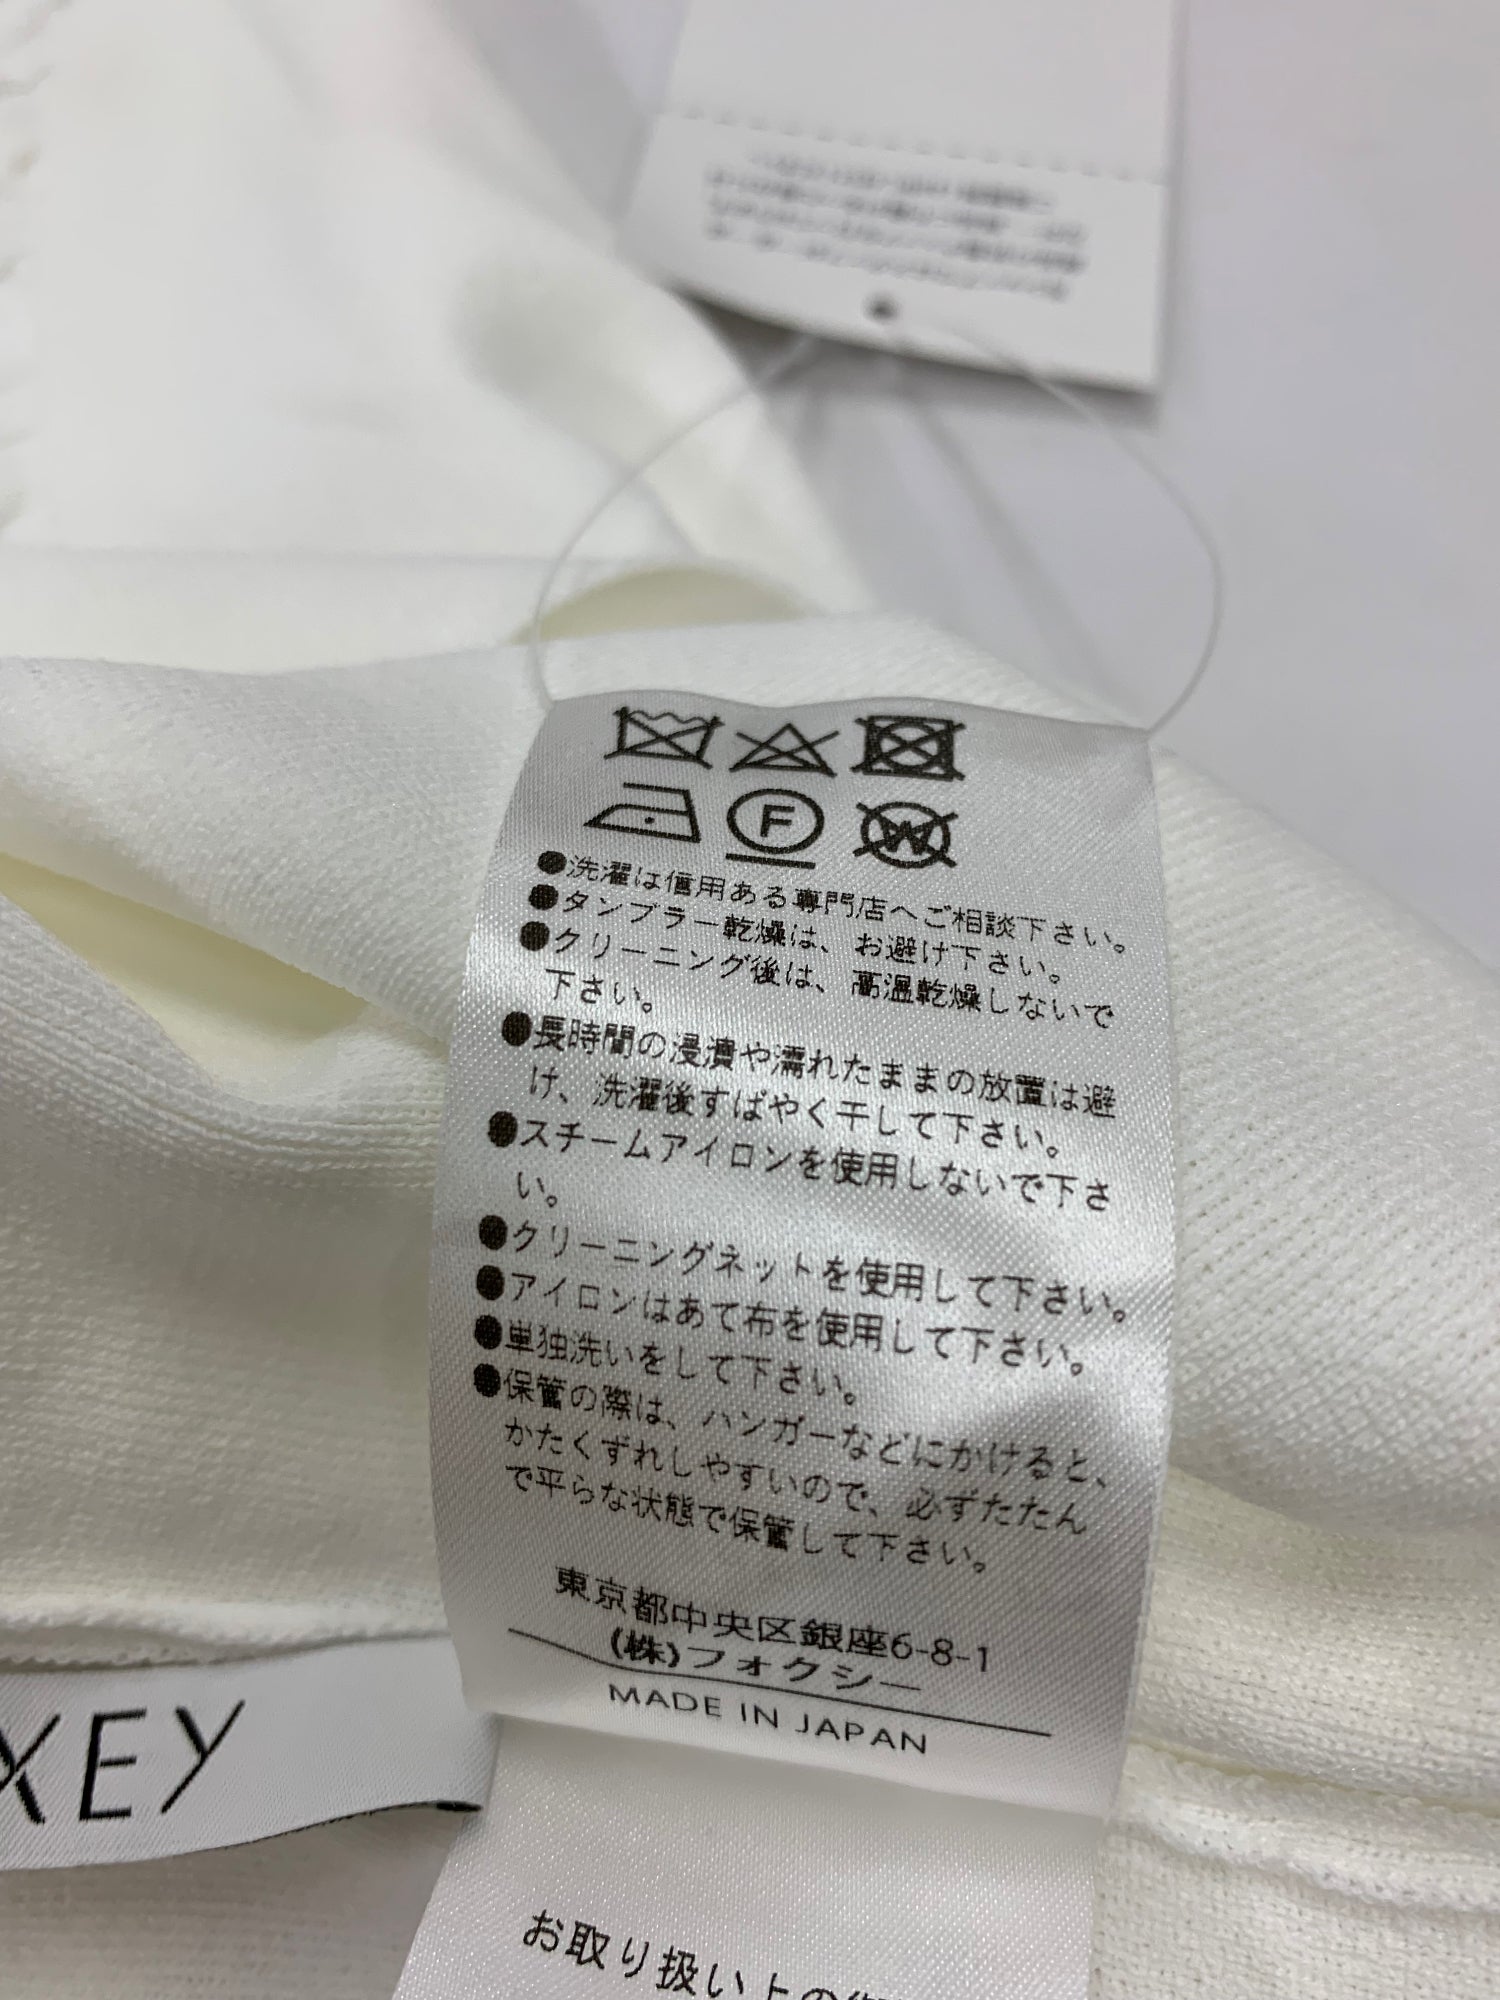 F
W
●洗濯は信用ある専門店へご相談下さい。
●タンブラー乾燥は、お避け下さい。
●クリーニング後は、高温乾燥しないで
下さい。
●長時間の浸漬や濡れたままの放置は避
け、洗濯後すばやく干して下さい。
●スチームアイロンを使用しないで下さ
い。
●クリーニングネットを使用して下さい。
●アイロンはあて布を使用して下さい。
●単独洗いをして下さい。
●保管の際は、ハンガーなどにかけると、
かたくずれしやすいので、必ずたたん
で平らな状態で保管して下さい。
東京都中央区銀座6-8-1
(株)フォクシー
MADE IN JAPAN
XEY
お取り扱い上の